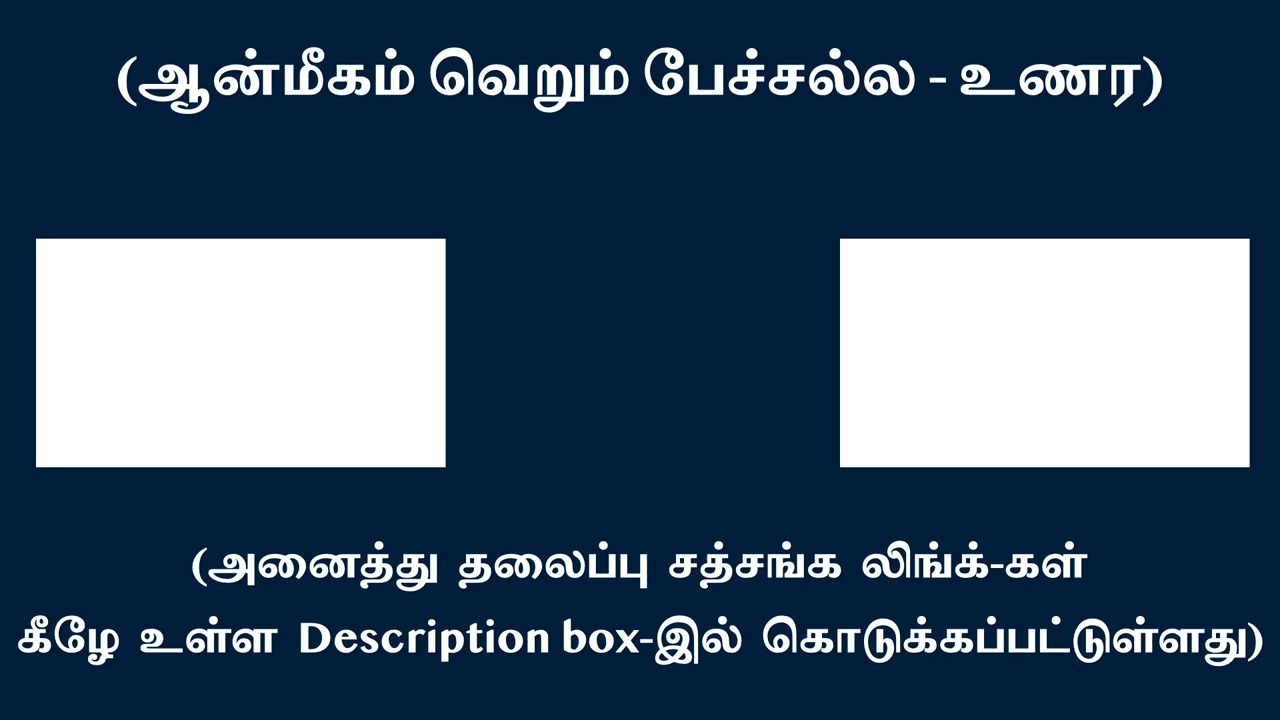 (ஆன்மீகம் வெறும் பேச்சல்ல - உணர)
(அனைத்து தலைப்பு சத்சங்க லிங்க்-கள்
கீழே உள்ள Description box-இல் கொடுக்கப்பட்டுள்ளது)